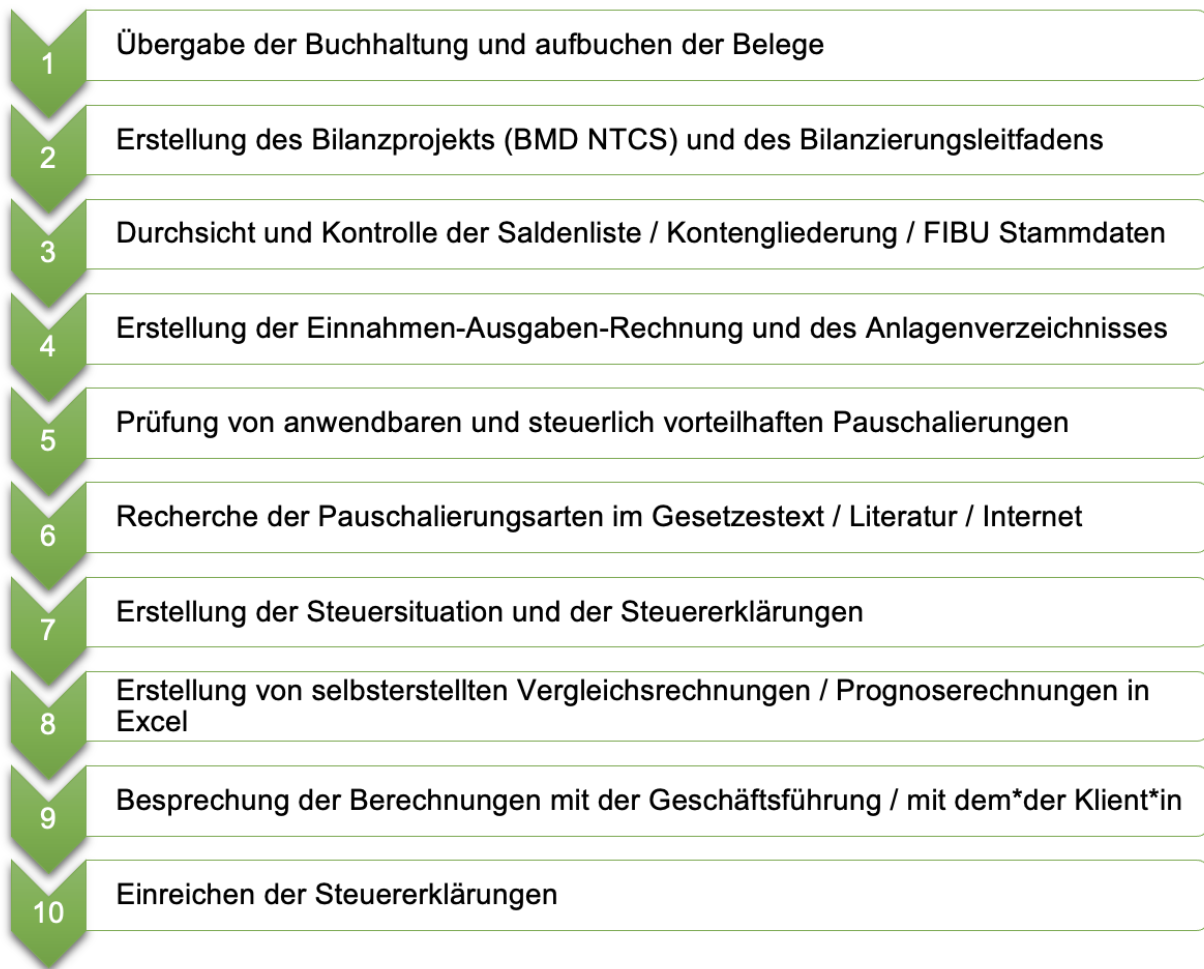 1
Übergabe der Buchhaltung und aufbuchen der Belege
2
Erstellung des Bilanzprojekts (BMD NTCS) und des Bilanzierungsleitfadens
3
Durchsicht und Kontrolle der Saldenliste / Kontengliederung / FIBU Stammdaten
4
Erstellung der Einnahmen-Ausgaben-Rechnung und des Anlagenverzeichnisses
5
Prüfung von anwendbaren und steuerlich vorteilhaften Pauschalierungen
6
Recherche der Pauschalierungsarten im Gesetzestext / Literatur / Internet
7
Erstellung der Steuersituation und der Steuererklärungen
8
Erstellung von selbsterstellten Vergleichsrechnungen / Prognoserechnungen in
Excel
9
Besprechung der Berechnungen mit der Geschäftsführung / mit dem*der Klient*in
10
Einreichen der Steuererklärungen